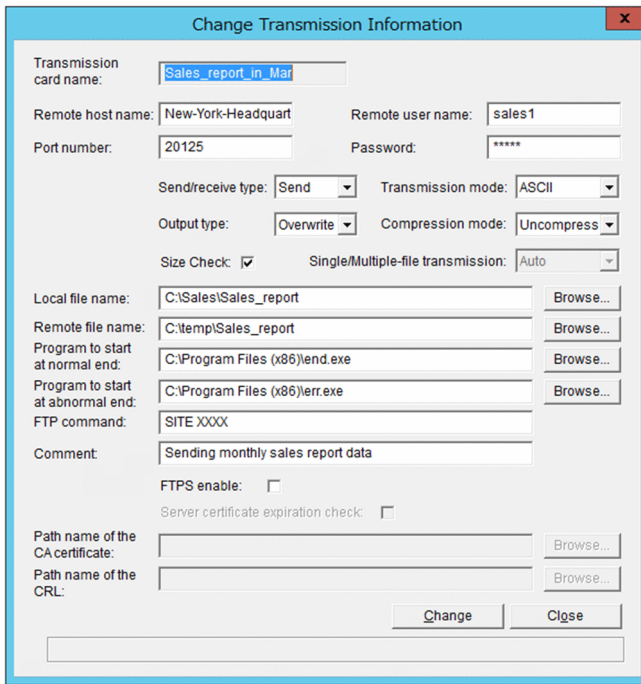 Change Transmission Information
x
Transmission
card name: Sales_report_in_Mar
Remote host name: New-York-Headquart Remote user name: sales1
Port number: 20125 Password: *****
Send/receive type: Send Transmission mode: ASCII
Output type: Overwrite Compression mode: Uncompress
Size Check: Single/Multiple-file transmission: Auto
Local file name: C:\Sales\Sales_report Browse...
Remote file name: C:\temp\Sales_report Browse...
Program to start
at normal end: C:\Program Files (x86)\end.exe Browse...
Program to start
at abnormal end: C:\Program Files (x86)\err.exe Browse...
FTP command: SITE XXXX
Comment: Sending monthly sales report data
FTPS enable:
Server certificate expiration check:
Path name of the
CA certificate: Browse...
Path name of the
CRL: Browse...
Change Close